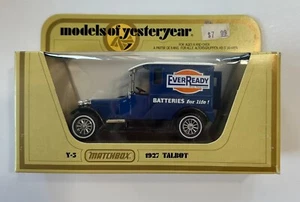 models of yesteryear
$7.99
EVEREADY
BATTERIES for life!
Y-5
MATCHBOX
1927 TALBOT